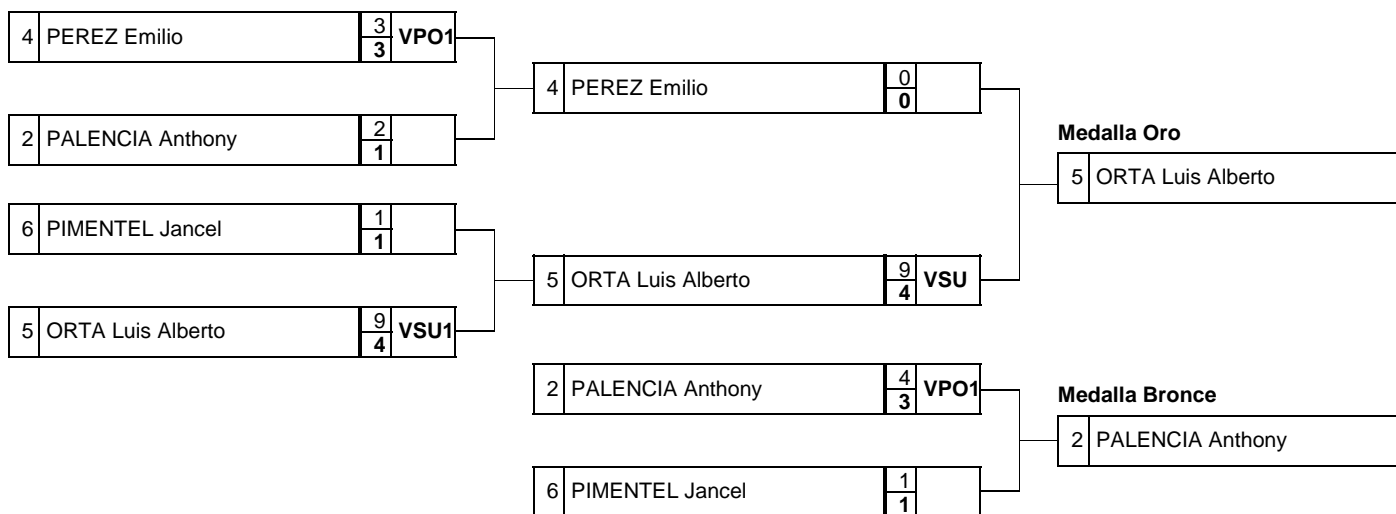 4 PEREZ Emilio 3 VPO1
3
2 PALENCIA Anthony 2
1
6 PIMENTEL Jancel 1
1
5 ORTA Luis Alberto 9 VSU1
4
4 PEREZ Emilio 0
0
5 ORTA Luis Alberto 9 VSU
4
2 PALENCIA Anthony 4 VPO1
3
6 PIMENTEL Jancel 1
1
Medalla Oro
5 ORTA Luis Alberto
Medalla Bronce
2 PALENCIA Anthony